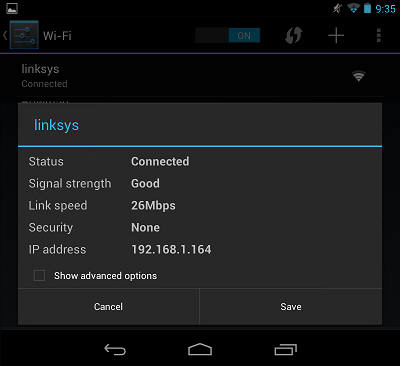 9:35
Wi-Fi
ON
linksys
Connected
linksys
Status Connected
Signal strength Good
Link speed 26Mbps
Security None
IP address 192.168.1.164
Show advanced options
Cancel Save